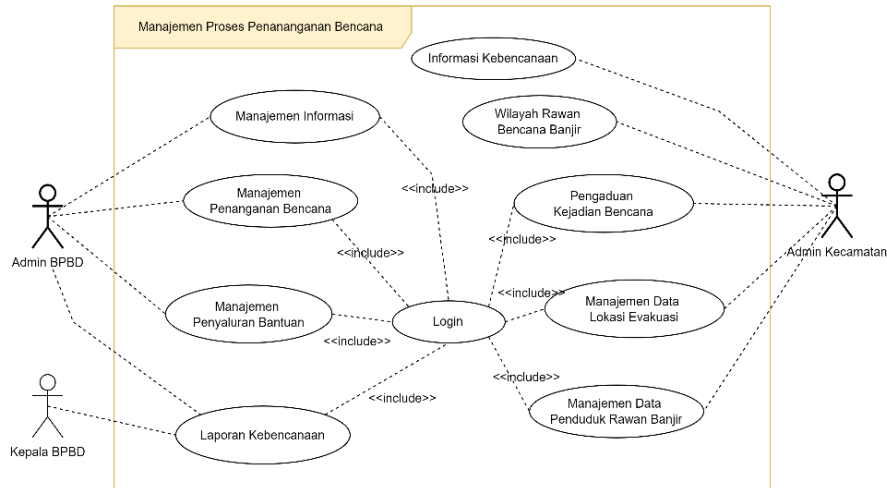 Manajemen Proses Penananganan Bencana
Informasi Kebencanaan
Manajemen Informasi
Wilayah Rawan
Bencana Banjir
<<include>>
Manajemen
Penanganan Bencana
Pengaduan
Kejadian Bencana
Admin BPBD
Admin Kecamatan
<<include>>
<<include>>
<<include>>
Manajemen
Penyaluran Bantuan
Login
Manajemen Data
Lokasi Evakuasi
<<include>>
<<include>>
<<include>>
Manajemen Data
Penduduk Rawan Banjir
Laporan Kebencanaan
Kepala BPBD